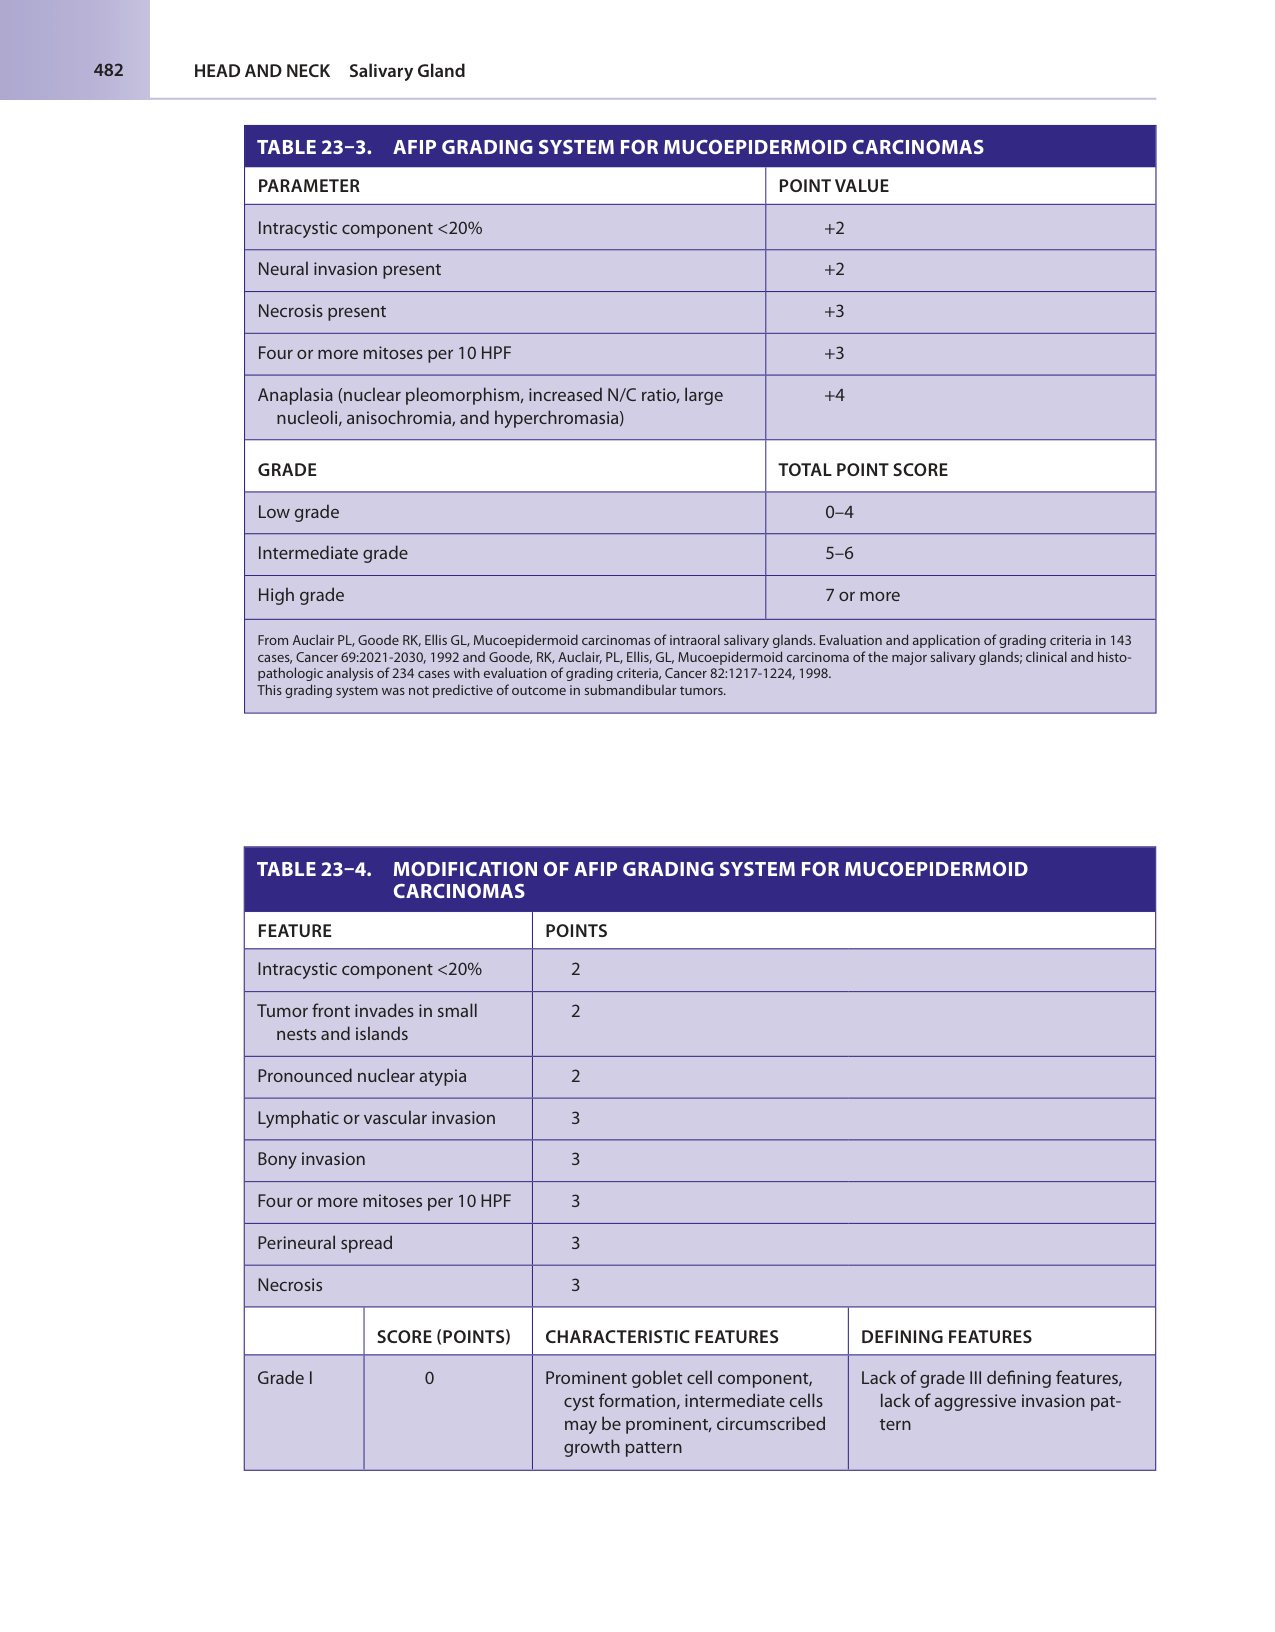 482
HEAD AND NECK Salivary Gland
TABLE 23–3. AFIP GRADING SYSTEM FOR MUCOEPIDERMOID CARCINOMAS
PARAMETER POINT VALUE
Intracystic component <20% +2
Neural invasion present +2
Necrosis present +3
Four or more mitoses per 10 HPF +3
Anaplasia (nuclear pleomorphism, increased N/C ratio, large +4
nucleoli, anisochromia, and hyperchromasia)
GRADE TOTAL POINT SCORE
Low grade 0–4
Intermediate grade 5–6
High grade 7 or more
From Auclair PL, Goode RK, Ellis GL, Mucoepidermoid carcinomas of intraoral salivary glands. Evaluation and application of grading criteria in 143
cases, Cancer 69:2021-2030, 1992 and Goode, RK, Auclair, PL, Ellis, GL, Mucoepidermoid carcinoma of the major salivary glands; clinical and histo-
pathologic analysis of 234 cases with evaluation of grading criteria, Cancer 82:1217-1224, 1998.
This grading system was not predictive of outcome in submandibular tumors.
TABLE 23–4. MODIFICATION OF AFIP GRADING SYSTEM FOR MUCOEPIDERMOID
CARCINOMAS
FEATURE POINTS
Intracystic component <20% 2
Tumor front invades in small 2
nests and islands
Pronounced nuclear atypia 2
Lymphatic or vascular invasion 3
Bony invasion 3
Four or more mitoses per 10 HPF 3
Perineural spread 3
Necrosis 3
SCORE (POINTS) CHARACTERISTIC FEATURES DEFINING FEATURES
Grade I 0 Prominent goblet cell component, Lack of grade III defining features,
cyst formation, intermediate cells lack of aggressive invasion pat-
may be prominent, circumscribed tern
growth pattern